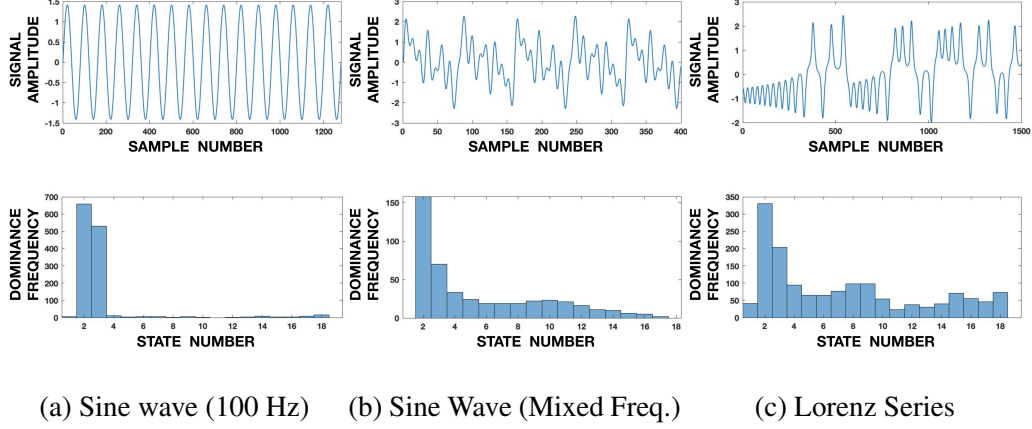 SIGNAL AMPLITUDE
1.5
1
0.5
0
-0.5
-1
-1.5
0 200 400 600 800 1000 1200
SAMPLE NUMBER
SIGNAL AMPLITUDE
3
2
1
0
-1
-2
-3
0 50 100 150 200 250 300 350 400
SAMPLE NUMBER
SIGNAL AMPLITUDE
3
2
1
0
-1
-2
0 500 1000 1500
SAMPLE NUMBER
DOMINANCE FREQUENCY
700
600
500
400
300
200
100
0
2 4 6 8 10 12 14 16 18
STATE NUMBER
DOMINANCE FREQUENCY
150
100
50
0
2 4 6 8 10 12 14 16 18
STATE NUMBER
DOMINANCE FREQUENCY
350
300
250
200
150
100
50
0
2 4 6 8 10 12 14 16 18
STATE NUMBER
(a) Sine wave (100 Hz)
(b) Sine Wave (Mixed Freq.)
(c) Lorenz Series